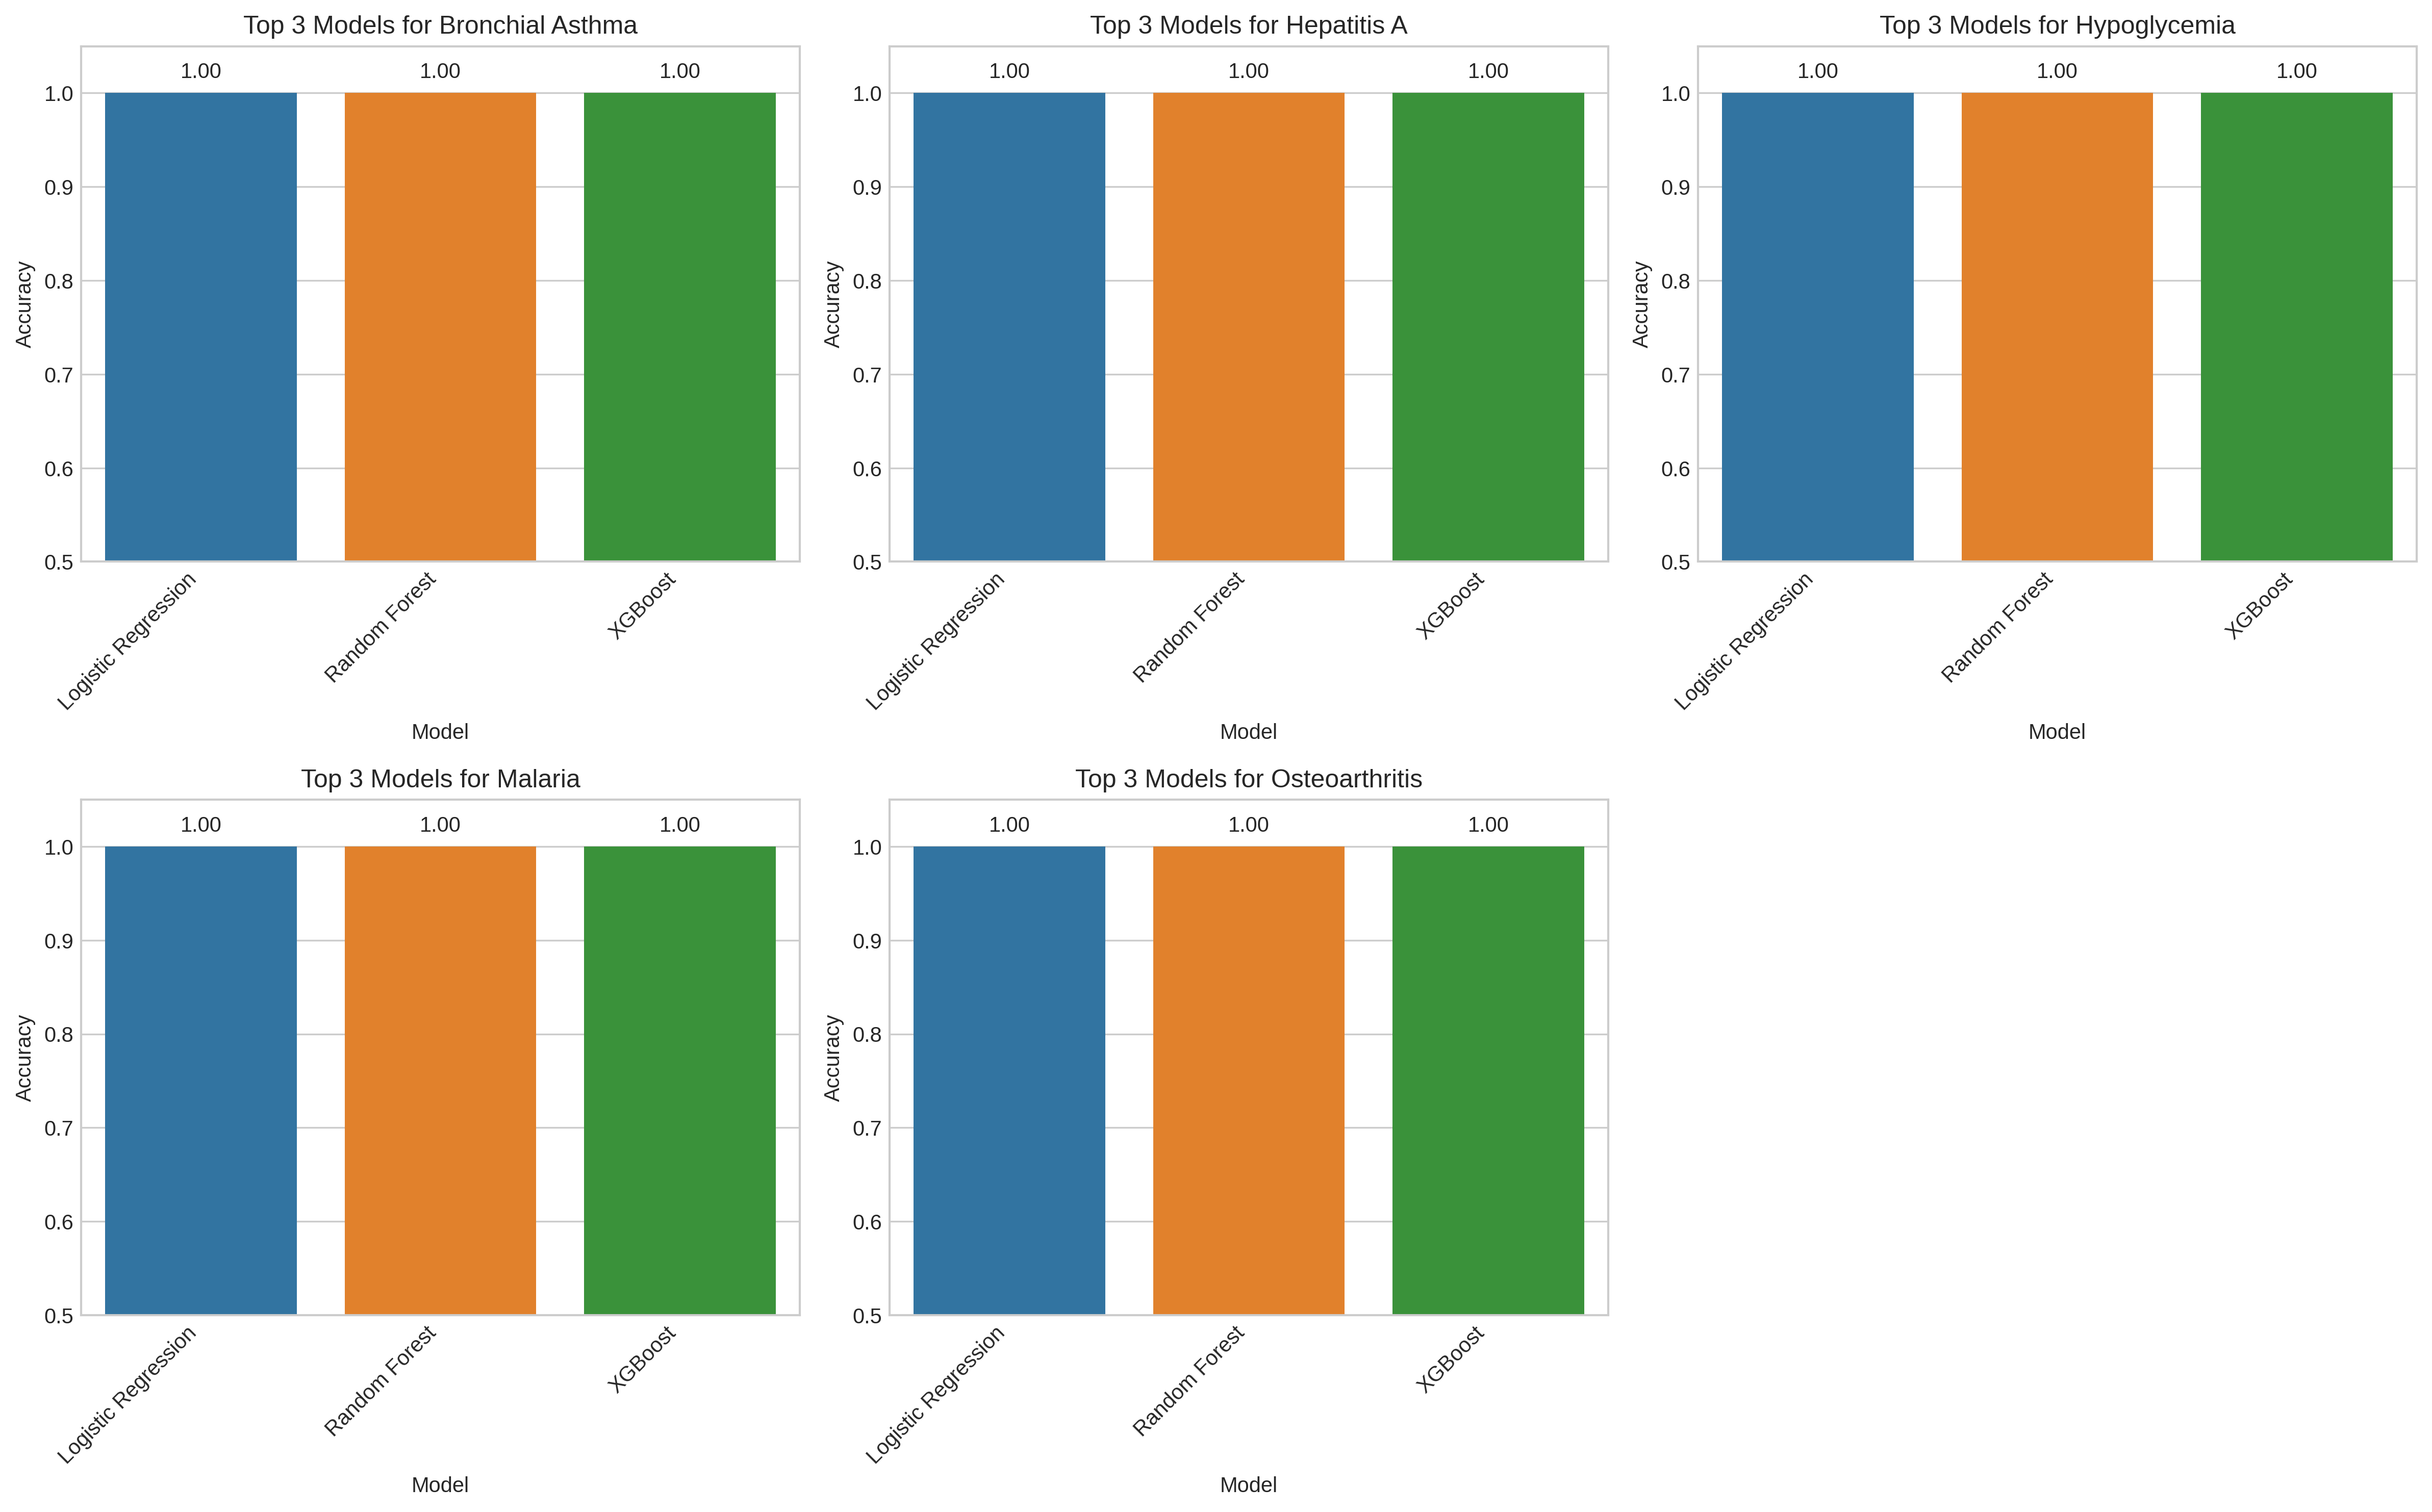 Top 3 Models for Bronchial Asthma
1.00 1.00 1.00
1.0
0.9
0.8
0.7
0.6
0.5
Accuracy
Logistic Regression
Random Forest
XGBoost
Model
Top 3 Models for Hepatitis A
1.00 1.00 1.00
1.0
0.9
0.8
0.7
0.6
0.5
Accuracy
Logistic Regression
Random Forest
XGBoost
Model
Top 3 Models for Hypoglycemia
1.00 1.00 1.00
1.0
0.9
0.8
0.7
0.6
0.5
Accuracy
Logistic Regression
Random Forest
XGBoost
Model
Top 3 Models for Malaria
1.00 1.00 1.00
1.0
0.9
0.8
0.7
0.6
0.5
Accuracy
Logistic Regression
Random Forest
XGBoost
Model
Top 3 Models for Osteoarthritis
1.00 1.00 1.00
1.0
0.9
0.8
0.7
0.6
0.5
Accuracy
Logistic Regression
Random Forest
XGBoost
Model